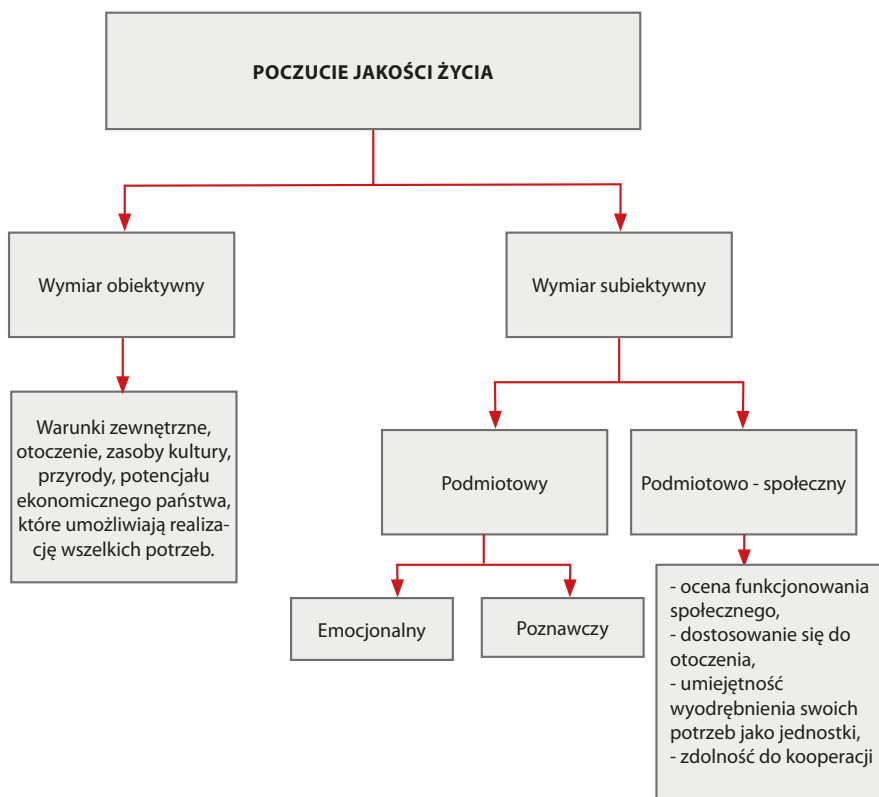 POCZUCIE JAKOŚCI ŻYCIA
Wymiar obiektywny
Wymiar subiektywny
Warunki zewnętrzne,
otoczenie, zasoby kultury,
przyrody, potencjału
ekonomicznego państwa,
które umożliwiają realiza-
cję wszelkich potrzeb.
Podmiotowy
Podmiotowo - społeczny
Emocjonalny
Poznawczy
- ocena funkcjonowania
społecznego,
- dostosowanie się do
otoczenia,
- umiejętność
wyodrębnienia swoich
potrzeb jako jednostki,
- zdolność do kooperacji